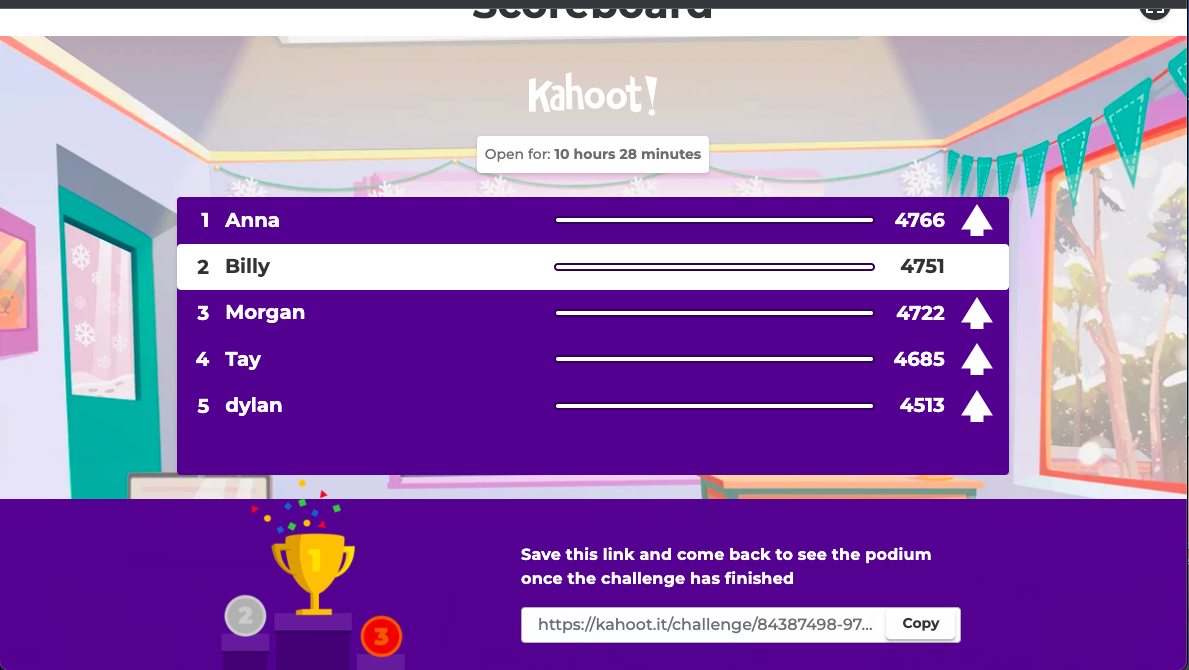 Scoreboard
Kahoot!
Open for: 10 hours 28 minutes
1 Anna 4766
2 Billy 4751
3 Morgan 4722
4 Tay 4685
5 dylan 4513
1
2
3
Save this link and come back to see the podium
once the challenge has finished
https://kahoot.it/challenge/84387498-97... Copy